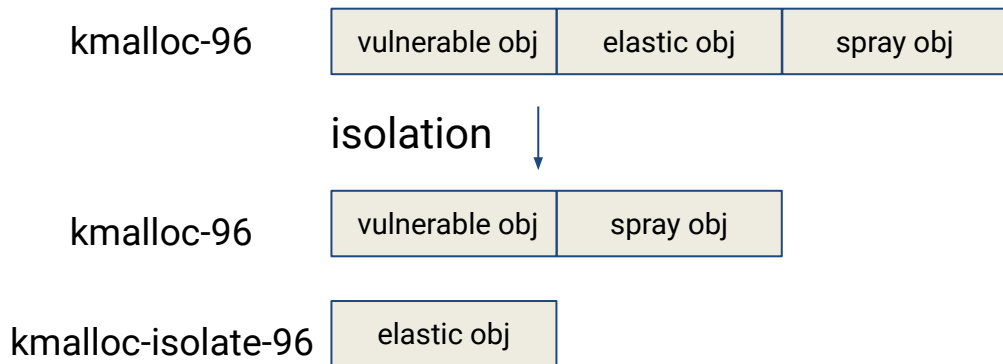 kmalloc-96 vulnerable obj elastic obj spray obj
isolation
kmalloc-96 vulnerable obj spray obj
kmalloc-isolate-96 elastic obj